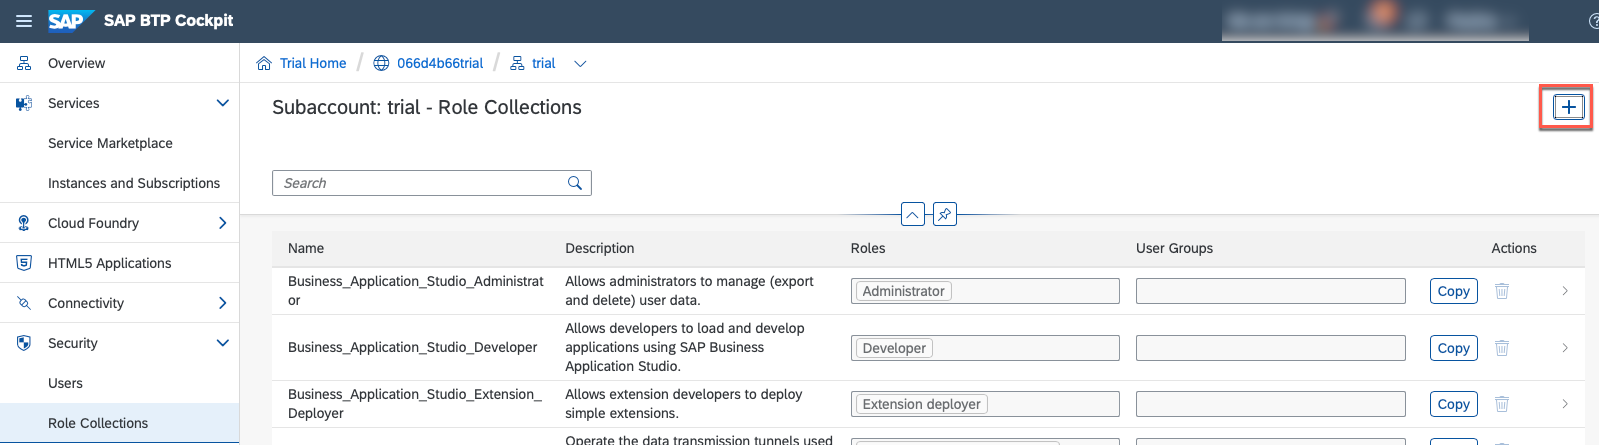 SAP SAP BTP Cockpit
Overview
Services
Service Marketplace
Instances and Subscriptions
Cloud Foundry
HTML5 Applications
Connectivity
Security
Users
Role Collections
Trial Home / 066d4b66trial / trial
Subaccount: trial - Role Collections
Search
Name Description Roles User Groups Actions
Business_Application_Studio_Administrat
or
Allows administrators to manage (export
and delete) user data.
Administrator
Copy
Business_Application_Studio_Developer
Allows developers to load and develop
applications using SAP Business
Application Studio.
Developer
Copy
Business_Application_Studio_Extension_
Deployer
Allows extension developers to deploy
simple extensions.
Extension deployer
Copy
Operate the data transmission tunnels used